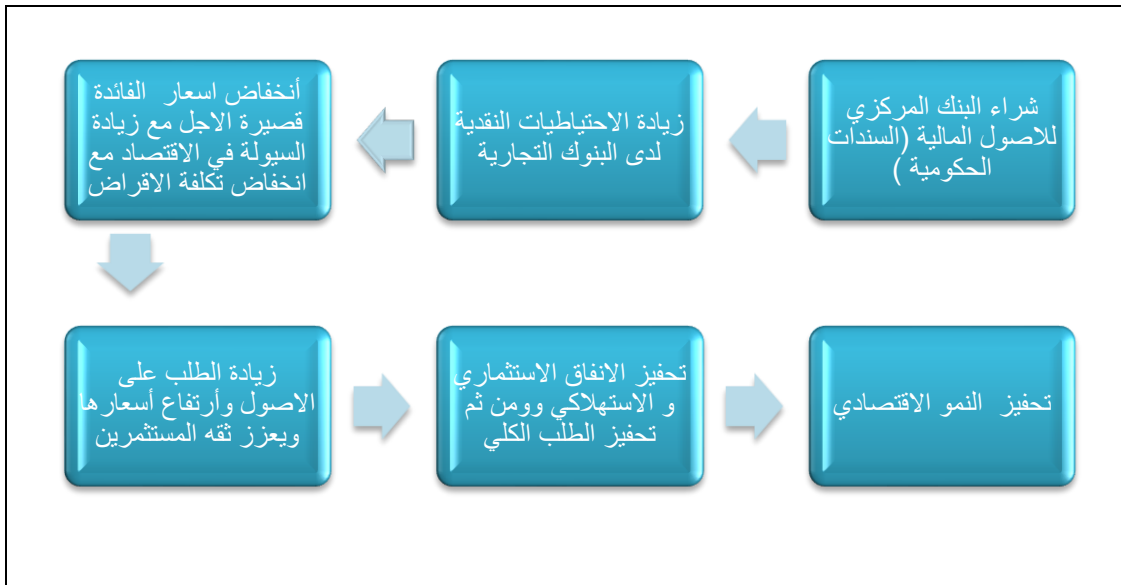 شراء البنك المركزي
للاصول المالية (السندات
الحكومية )
زيادة الاحتياطيات النقدية
لدى البنوك التجارية
أنخفاض اسعار الفائدة
قصيرة الاجل مع زيادة
السيولة في الاقتصاد مع
انخفاض تكلفة الاقراض
زيادة الطلب على
الاصول وأرتفاع أسعارها
ويعزز ثقه المستثمرين
تحفيز الانفاق الاستثماري
و الاستهلاكي وومن ثم
تحفيز الطلب الكلي
تحفيز النمو الاقتصادي